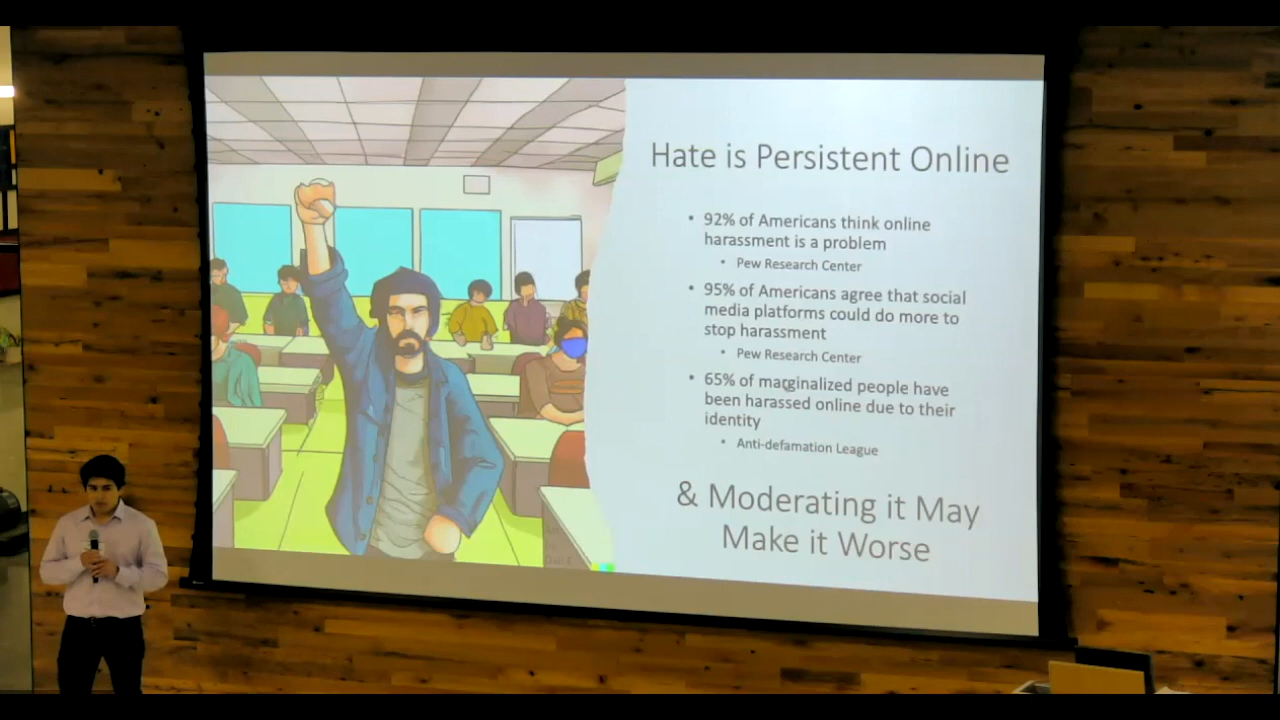 Hate is Persistent Online
• 92% of Americans think online
harassment is a problem
• Pew Research Center
• 95% of Americans agree that social
media platforms could do more to
stop harassment
• Pew Research Center
• 65% of marginalized people have
been harassed online due to their
identity
• Anti-defamation League
& Moderating it May
Make it Worse